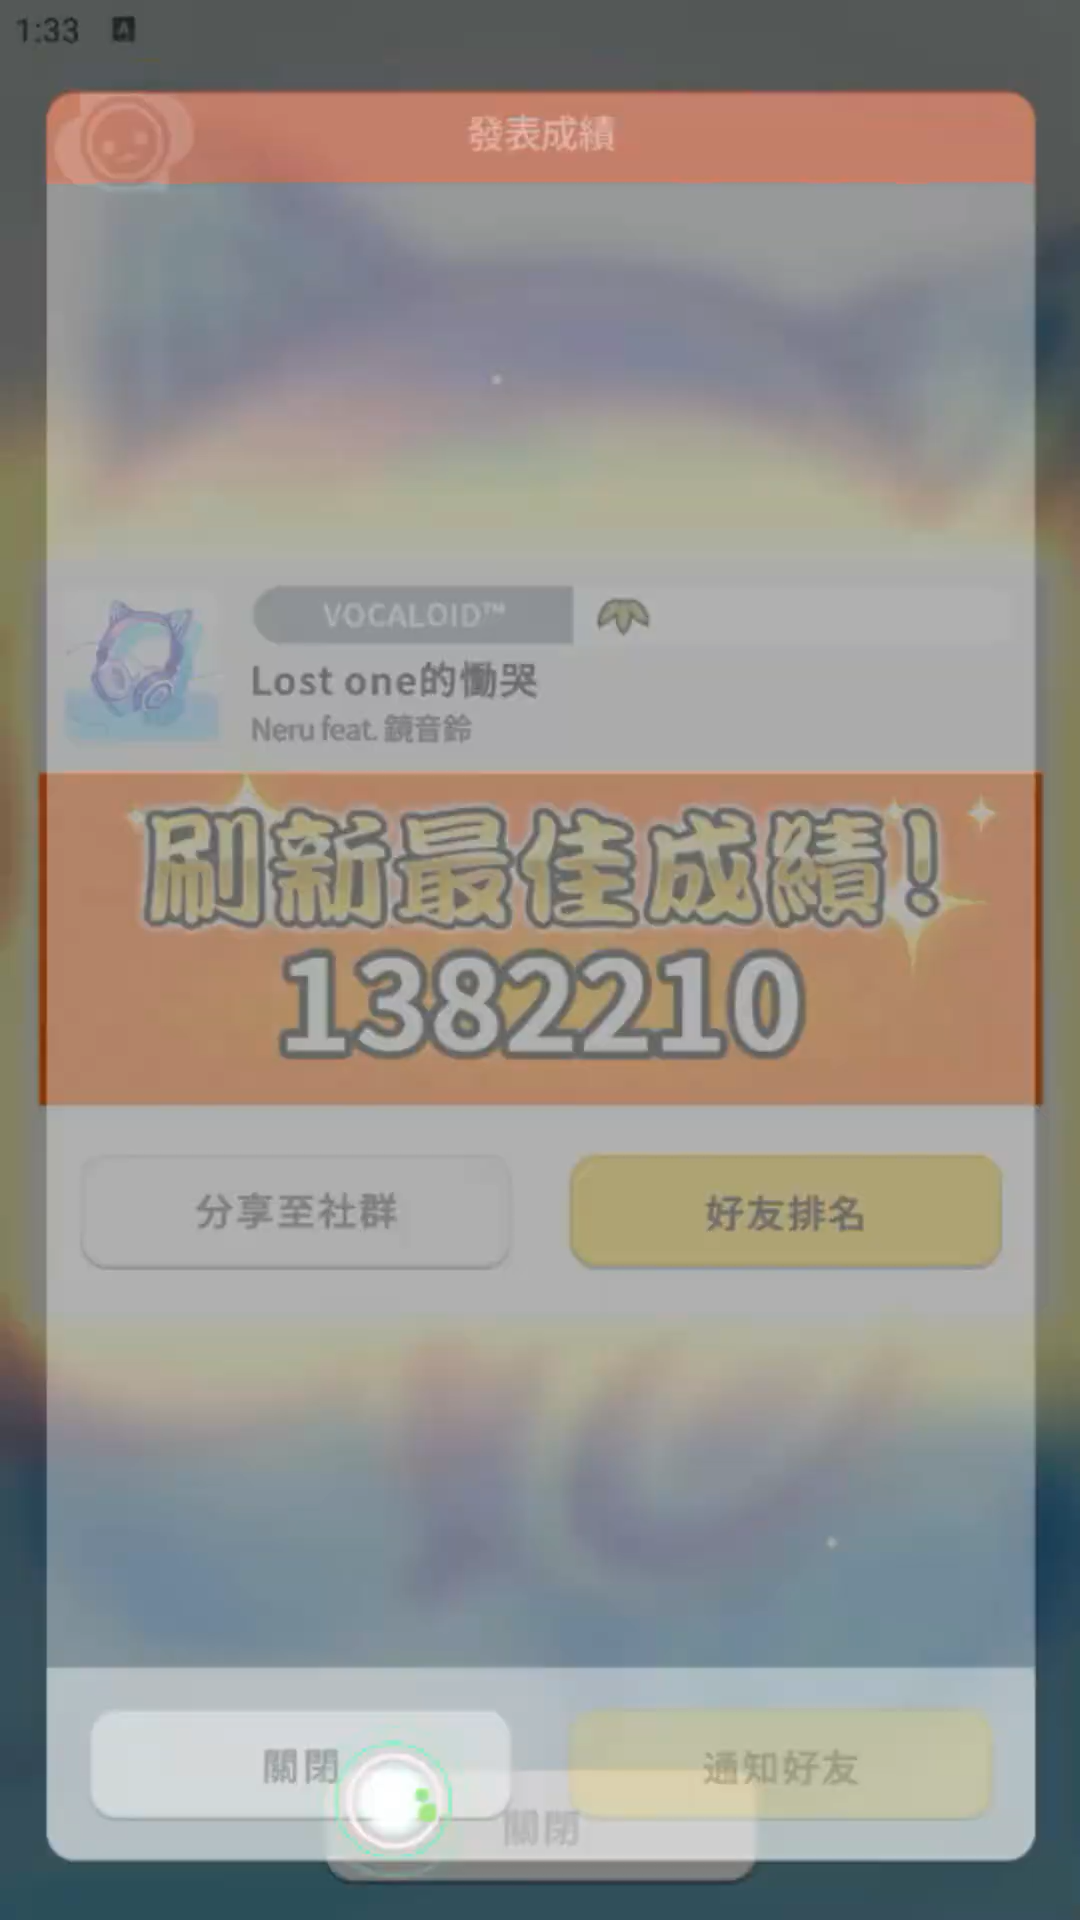 1:33 A
發表成績
VOCALOID™
Lost one的慟哭
Neru feat. 鏡音鈴
刷新最佳成績!
1382210
分享至社群
好友排名
關閉
通知好友
關閉